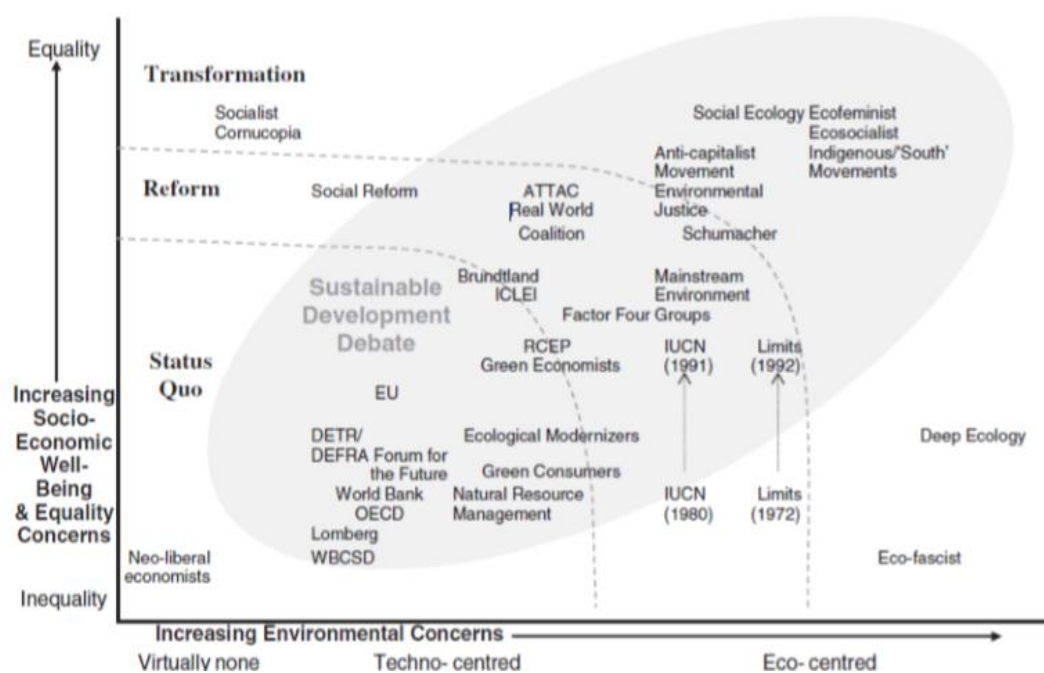 Equality
Transformation
Socialist
Cornucopia
Social Ecology Ecofeminist
Ecosocialist
Anti-capitalist Indigenous/'South'
Movement Movements
Reform
Social Reform
ATTAC
Environmental
Real World
Justice
Coalition
Schumacher
Sustainable
Development
Debate
Brundtland
ICLEI
Mainstream
Environment
Factor Four Groups
Status
Quo
RCEP
Green Economists
IUCN
(1991)
Limits
(1992)
EU
Increasing
Socio-
Economic
Well-
Being
& Equality
Concerns
DETR/
DEFRA Forum for
the Future
Ecological Modernizers
Deep Ecology
Green Consumers
World Bank
OECD
Natural Resource
Management
IUCN
(1980)
Limits
(1972)
Lomberg
WBCSD
Neo-liberal
economists
Eco-fascist
Inequality
Increasing Environmental Concerns
Virtually none
Techno- centred
Eco- centred